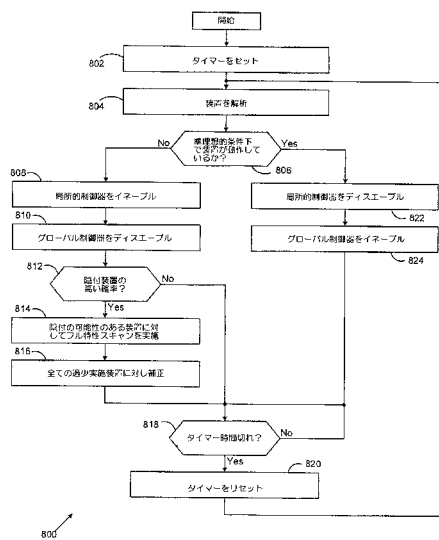 開始
802
タイマーをセット
804
装置を解析
準理想的条件下
で装置が動作して
いるか?
806
No
Yes
808
局所的制御器をイネーブル
局所的制御器をディスエーブル
822
810
グローバル制御器をディスエーブル
グローバル制御器をイネーブル
824
812
陰付装置の
高い確率?
No
Yes
814
陰付の可能性のある装置に対
してフル特性スキャンを実施
816
全ての過少実施装置に対し補正
818
タイマー時間切れ?
No
Yes
820
タイマーをリセット
800